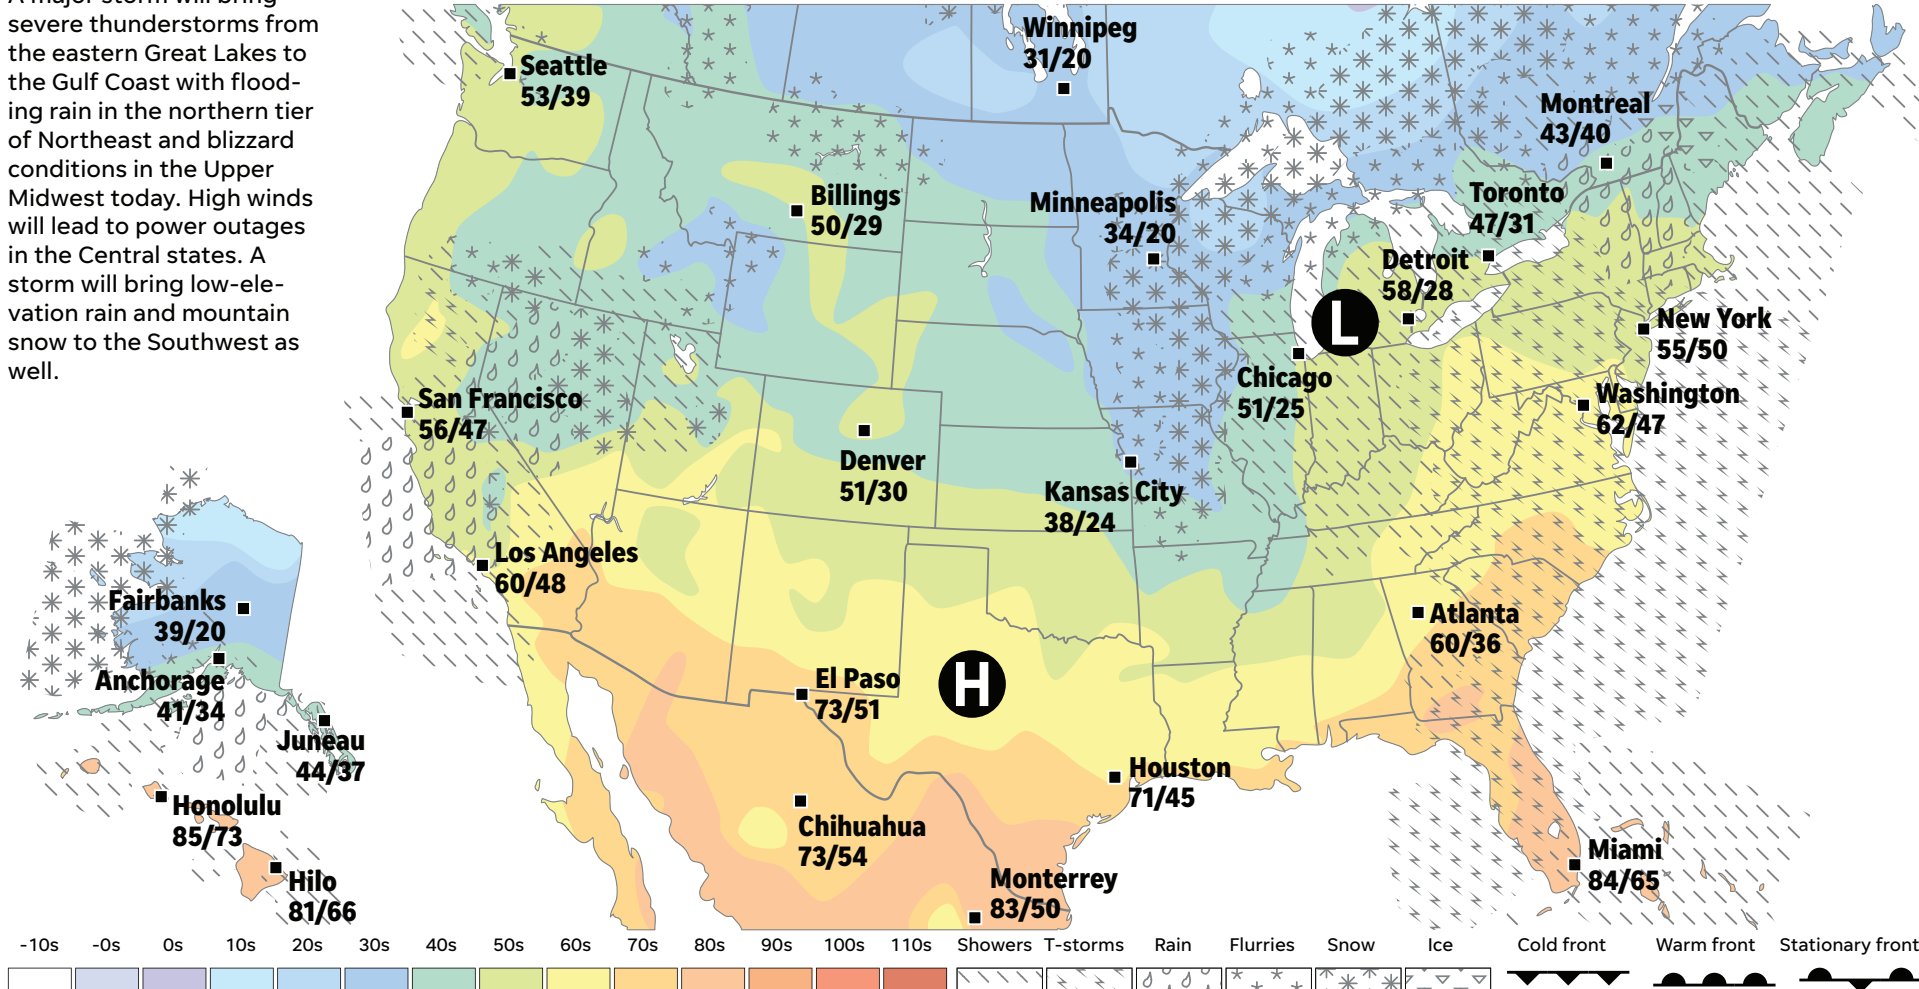 A major storm will bring
severe thunderstorms from
the eastern Great Lakes to
the Gulf Coast with flood-
ing rain in the northern tier
of Northeast and blizzard
conditions in the Upper
Midwest today. High winds
will lead to power outages
in the Central states. A
storm will bring low-ele-
vation rain and mountain
snow to the Southwest as
well.
Winnipeg
31/20
Seattle
53/39
Montreal
43/40
Billings
50/29
Minneapolis
34/20
Toronto
47/31
Detroit
58/28
L
New York
55/50
Chicago
51/25
Washington
62/47
San Francisco
56/47
Denver
51/30
Kansas City
38/24
Los Angeles
60/48
Fairbanks
39/20
Atlanta
60/36
Anchorage
41/34
El Paso
73/51
H
Juneau
44/37
Houston
71/45
Honolulu
85/73
Chihuahua
73/54
Miami
84/65
Hilo
81/66
Monterrey
83/50
-10s -0s 0s 10s 20s 30s 40s 50s 60s 70s 80s 90s 100s 110s Showers T-storms Rain Flurries Snow Ice Cold front Warm front Stationary front